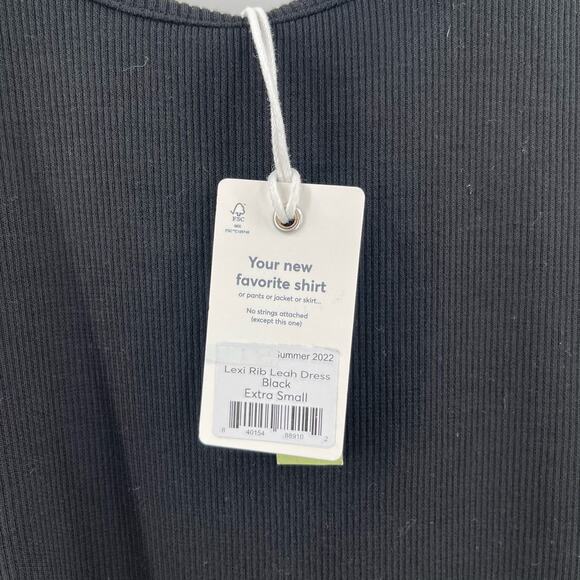 FSC
MIX
Your new
favorite shirt
or pants or jacket or skirt...
No strings attached
(except this one)
Summer 2022
Lexi Rib Leah Dress
Black
Extra Small
8 40154 88910 2